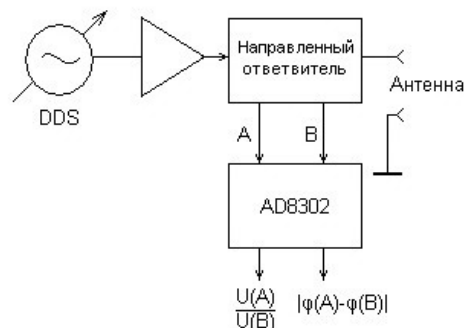 Направленный
ответвитель
Антенна
DDS
A
B
AD8302
U(A)
U(B)
|φ(A)-φ(B)|